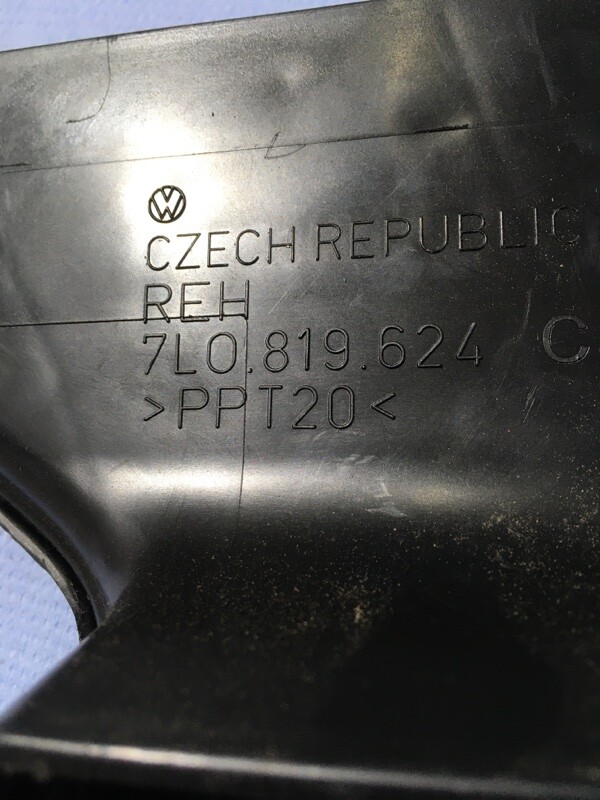 VW
CZECH REPUBLIC
REH
7L0.819.624 C
>PPT20<